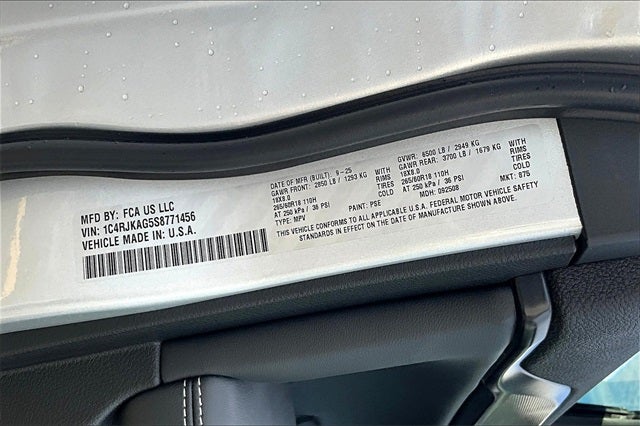 MFD BY: FCA US LLC
VIN: 1C4RJKAG5S8771456
VEHICLE MADE IN U.S.A.
DATE OF MFR (BUILT). 9-25
GAWR FRONT: 2850 LB / 1293 KG WITH
18X8.0 RIMS
265/60R18 110H TIRES
AT 250 kPa / 36 PSI COLD
TYPE: MPV PAINT: PSE
GVWR: 6500 LB / 2949 KG
GAWR REAR: 3700 LB / 1679 KG WITH
18X8.0 RIMS
265/60R18 110H TIRES
AT 250 kPa / 36 PSI COLD
MDH: 092508 MKT: 875
THIS VEHICLE CONFORMS TO ALL APPLICABLE U.S.A. FEDERAL MOTOR VEHICLE SAFETY
STANDARDS IN EFFECT ON THE DATE OF MANUFACTURE SHOWN ABOVE.